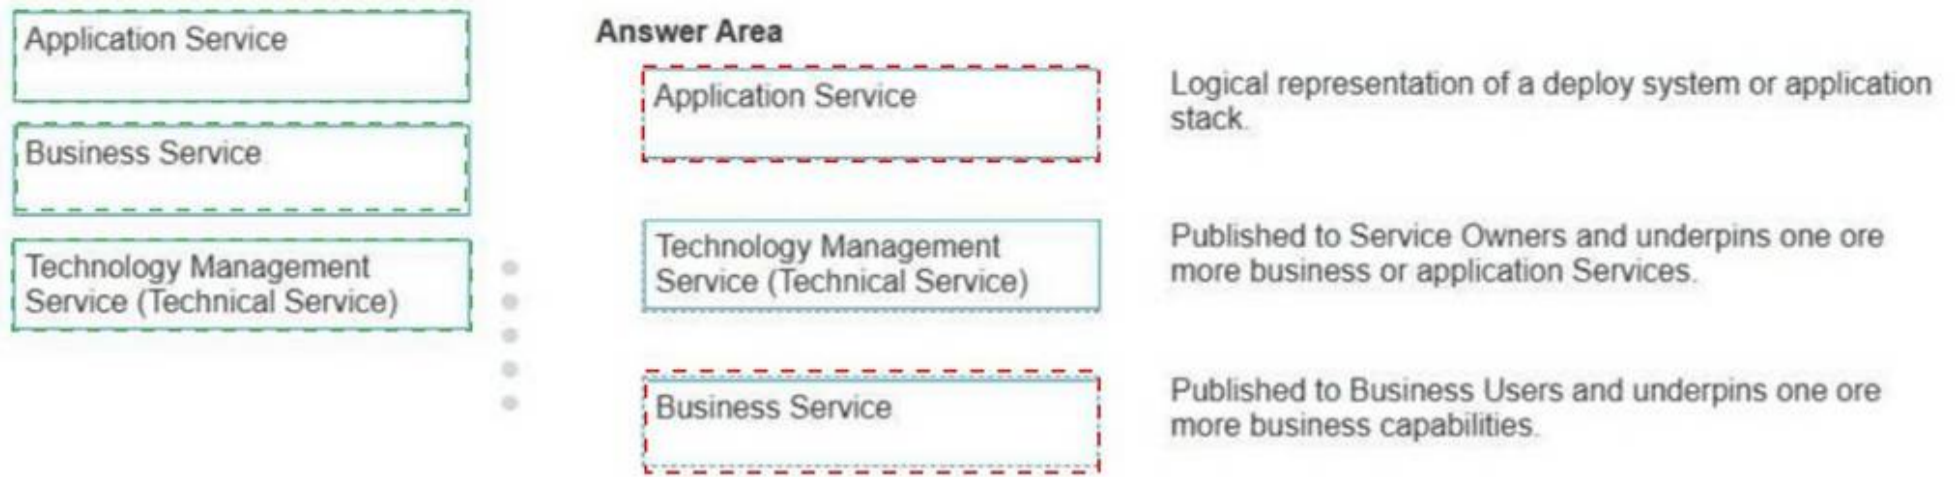 Application Service
Business Service
Technology Management
Service (Technical Service)
Answer Area
Application Service
Logical representation of a deploy system or application
stack.
Technology Management
Service (Technical Service)
Published to Service Owners and underpins one ore
more business or application Services.
Business Service
Published to Business Users and underpins one ore
more business capabilities.